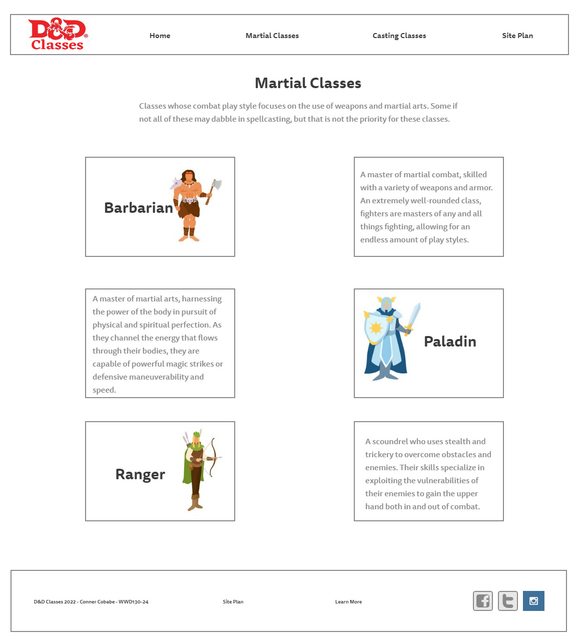 D&D
Classes
Home
Martial Classes
Casting Classes
Site Plan
Martial Classes
Classes whose combat play style focuses on the use of weapons and martial arts. Some if
not all of these may dabble in spellcasting, but that is not the priority for these classes.
Barbarian
A master of martial combat, skilled
with a variety of weapons and armor.
An extremely well-rounded class,
fighters are masters of any and all
things fighting, allowing for an
endless amount of play styles.
A master of martial arts, harnessing
the power of the body in pursuit of
physical and spiritual perfection. As
they channel the energy that flows
through their bodies, they are
capable of powerful magic strikes or
defensive maneuverability and
speed.
Paladin
Ranger
A scoundrel who uses stealth and
trickery to overcome obstacles and
enemies. Their skills specialize in
exploiting the vulnerabilities of
their enemies to gain the upper
hand both in and out of combat.
D&D Classes 2022 - Conner Cobebe - WWD130-24
Site Plan
Learn More